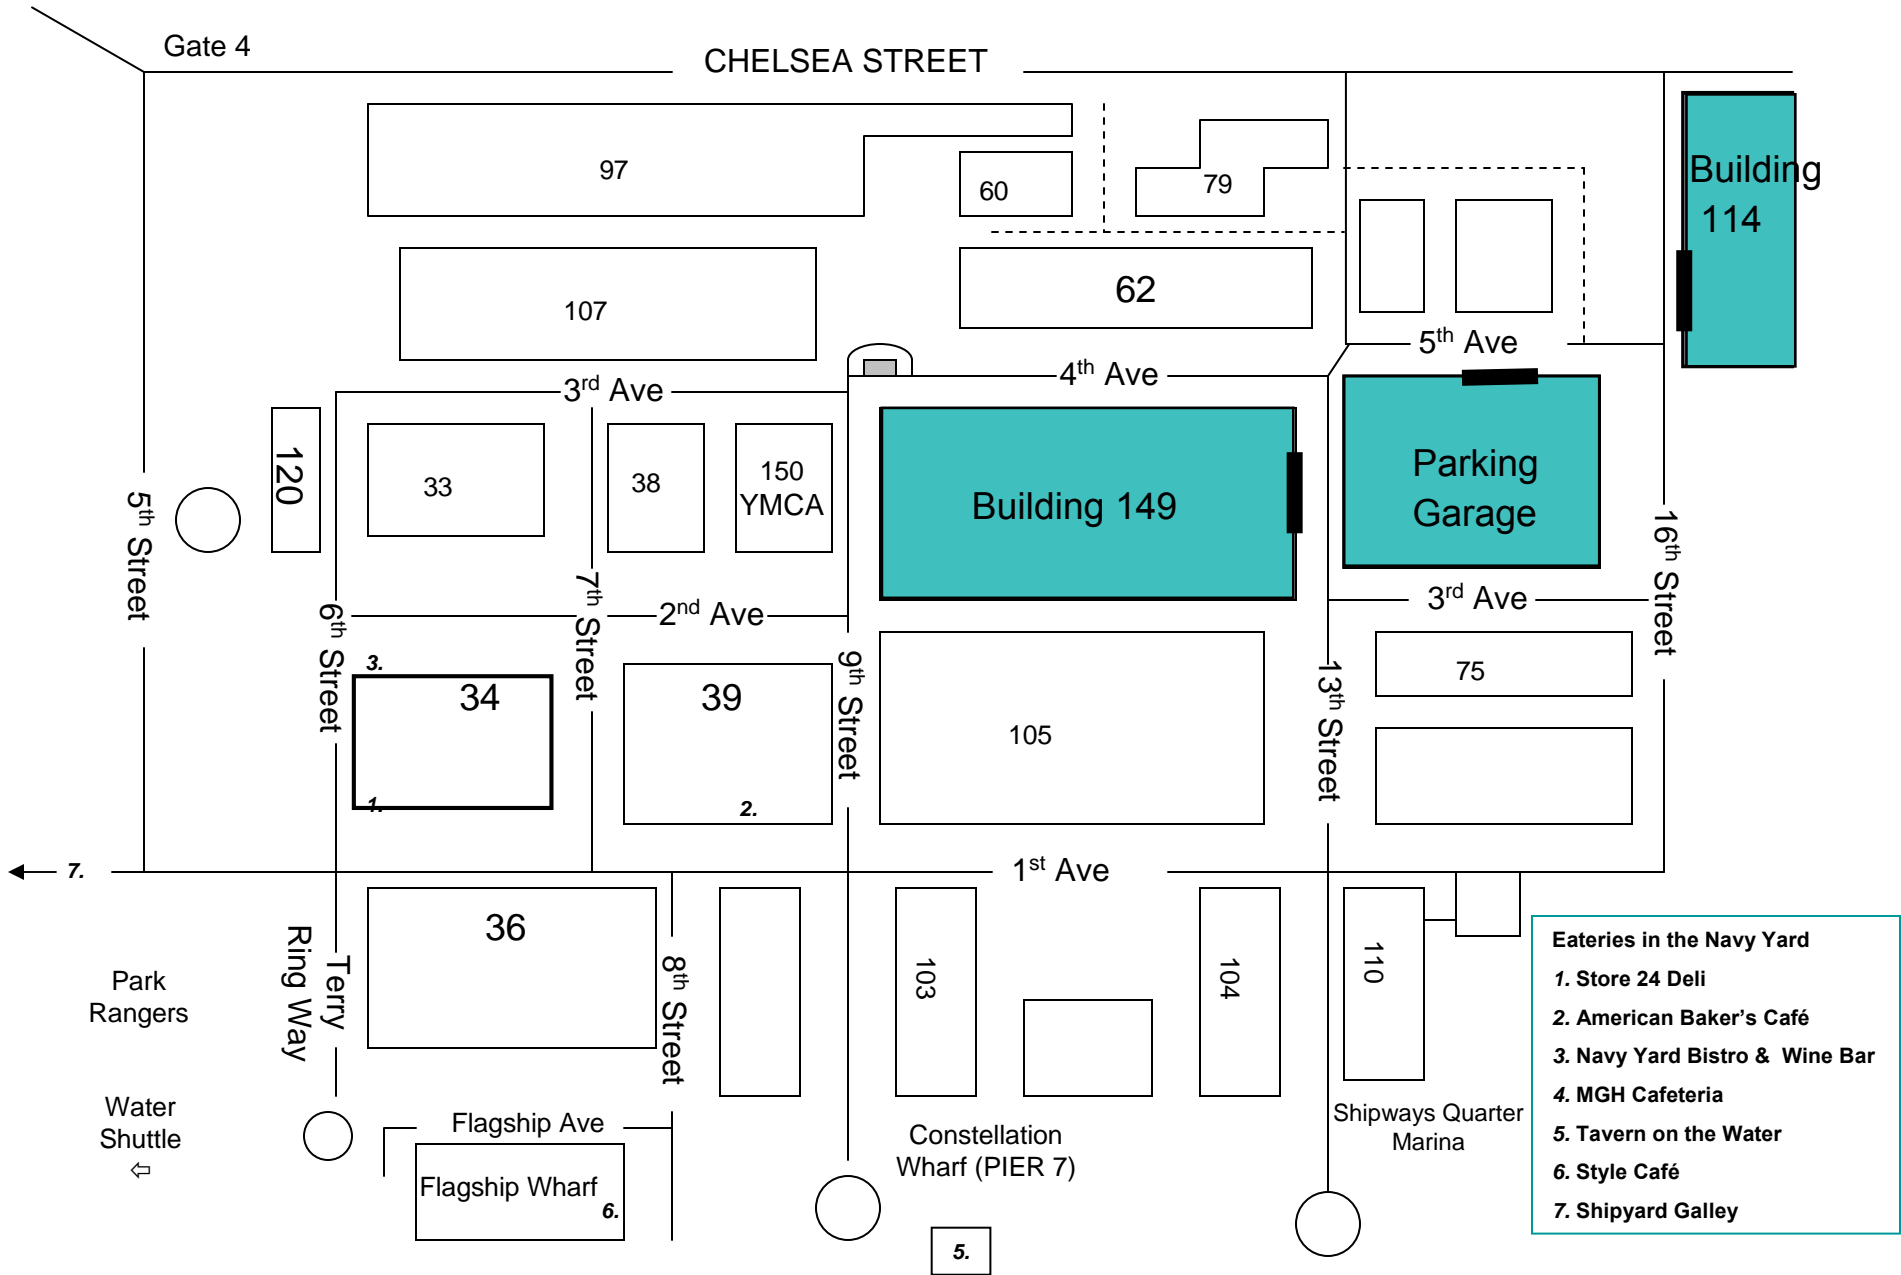 Gate 4
CHELSEA STREET
97
60
79
Building
114
107
62
5th Ave
4th Ave
3rd Ave
120
33
38
150
YMCA
Building 149
Parking
Garage
5th Street
6th Street
7th Street
2nd Ave
9th Street
13th Street
3rd Ave
16th Street
3.
34
39
105
75
1.
2.
7.
1st Ave
36
Terry
Ring Way
8th Street
103
104
110
Park
Rangers
Water
Shuttle
⇦
Flagship Ave
Flagship Wharf
6.
Constellation
Wharf (PIER 7)
5.
Shipways Quarter
Marina
Eateries in the Navy Yard
1. Store 24 Deli
2. American Baker’s Café
3. Navy Yard Bistro & Wine Bar
4. MGH Cafeteria
5. Tavern on the Water
6. Style Café
7. Shipyard Galley